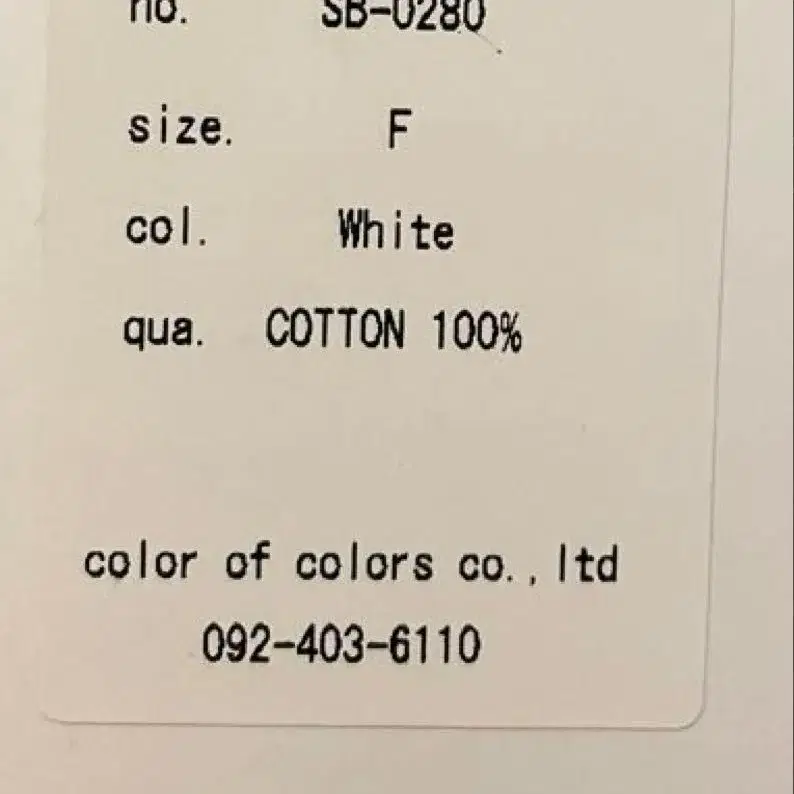 no. SB-0280
size. F
col. White
qua. COTTON 100%
color of colors co.,ltd
092-403-6110